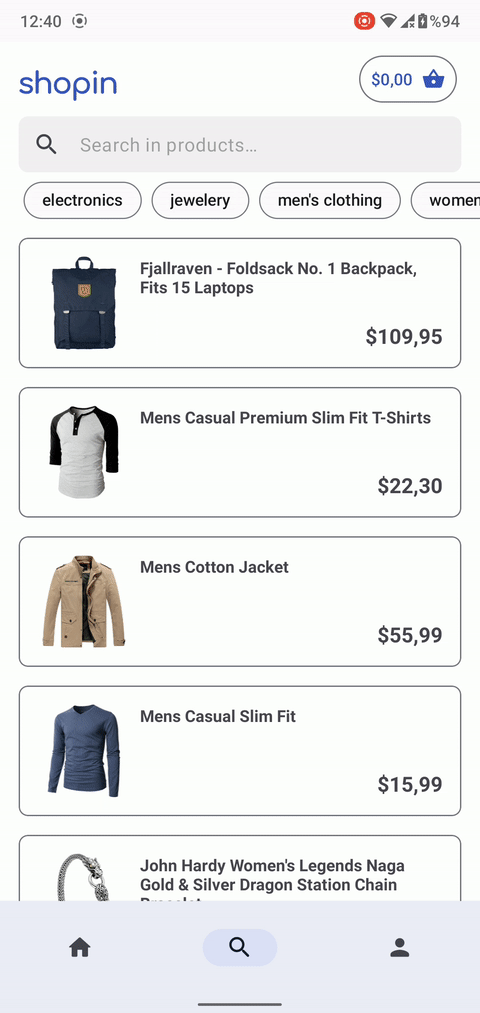 12:40
%94
shopin
$0,00
Search in products...
electronics
jewelery
men's clothing
women
Fjallraven - Foldsack No. 1 Backpack,
Fits 15 Laptops
$109,95
Mens Casual Premium Slim Fit T-Shirts
$22,30
Mens Cotton Jacket
$55,99
Mens Casual Slim Fit
$15,99
John Hardy Women's Legends Naga
Gold & Silver Dragon Station Chain